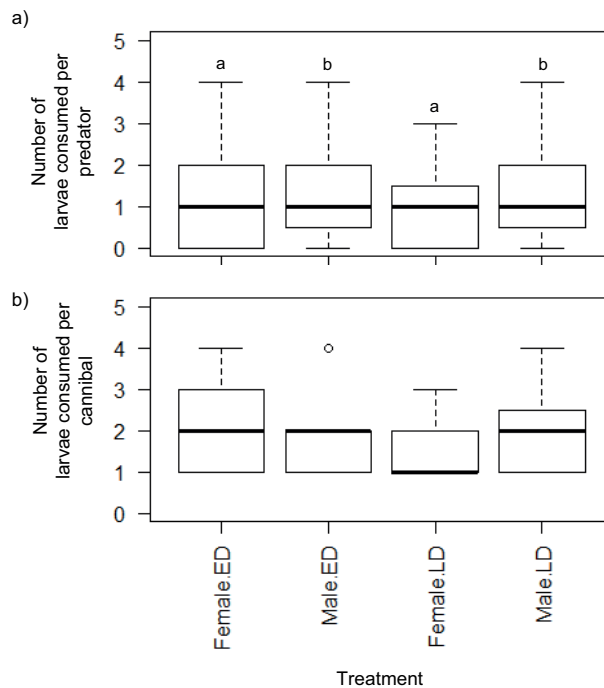 a)
Number of
larvae consumed per
predator
5
4
3
2
1
0
a
b
a
b
b)
Number of
larvae consumed per
cannibal
5
4
3
2
1
0
Female.ED
Male.ED
Female.LD
Male.LD
Treatment